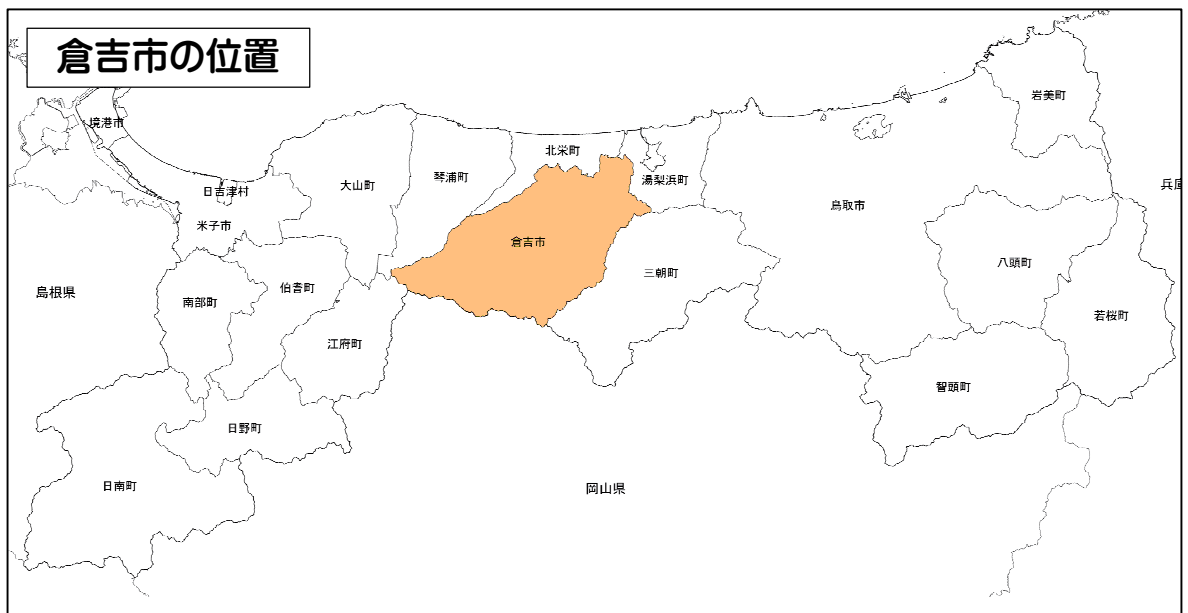 倉吉市の位置
岩美町
境港市
北栄町
琴浦町
湯梨浜町
大山町
日吉津村
兵庫
鳥取市
米子市
倉吉市
八頭町
三朝町
伯耆町
島根県
南部町
若桜町
江府町
智頭町
日野町
日南町
岡山県